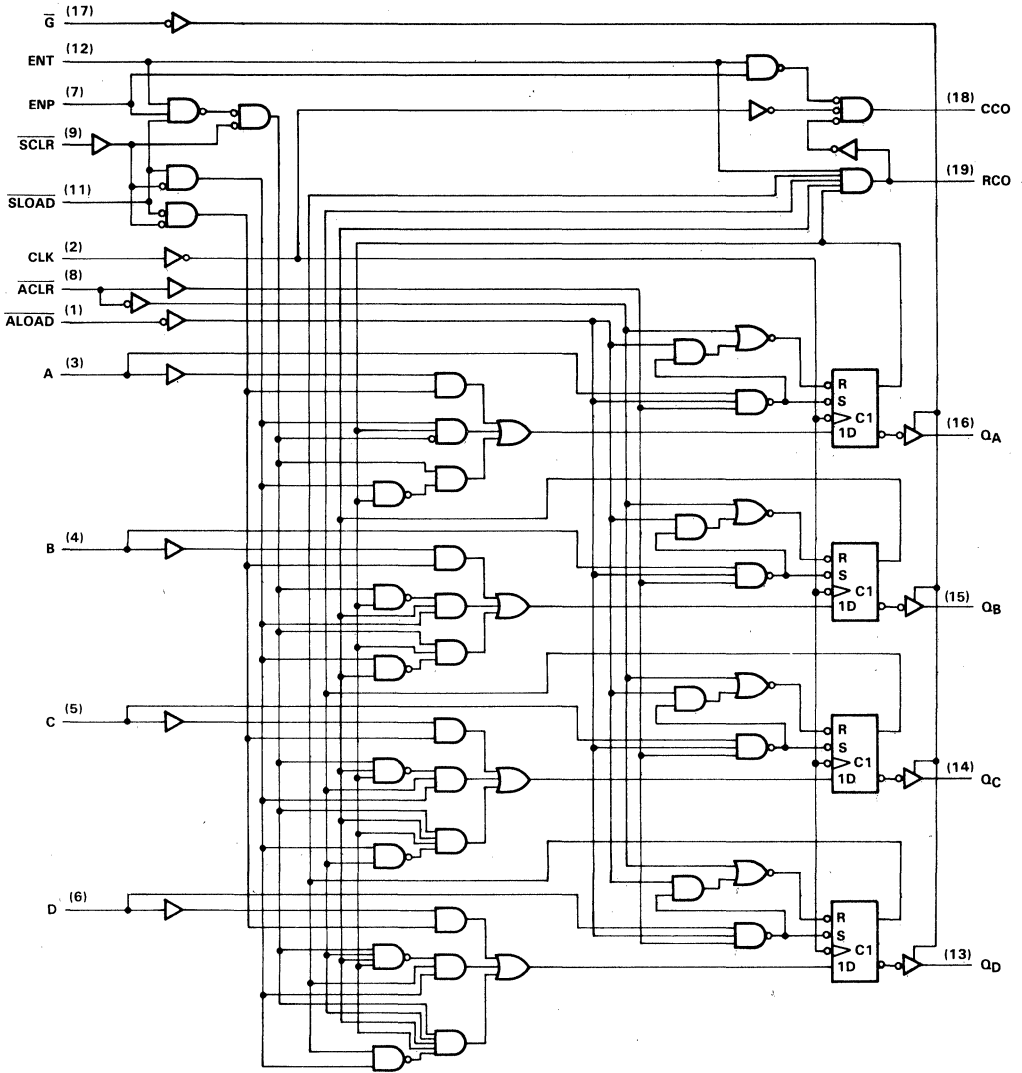 G (17)
ENT (12)
ENP (7)
(18) CCO
SCLR (9)
(19) RCO
SLOAD (11)
CLK (2)
ACLR (8)
ALOAD (1)
A (3)
R
S
C1
1D
(16) QA
B (4)
R
S
C1
1D
(15) QB
C (5)
R
S
C1
1D
(14) QC
D (6)
R
S
C1
1D
(13) QD